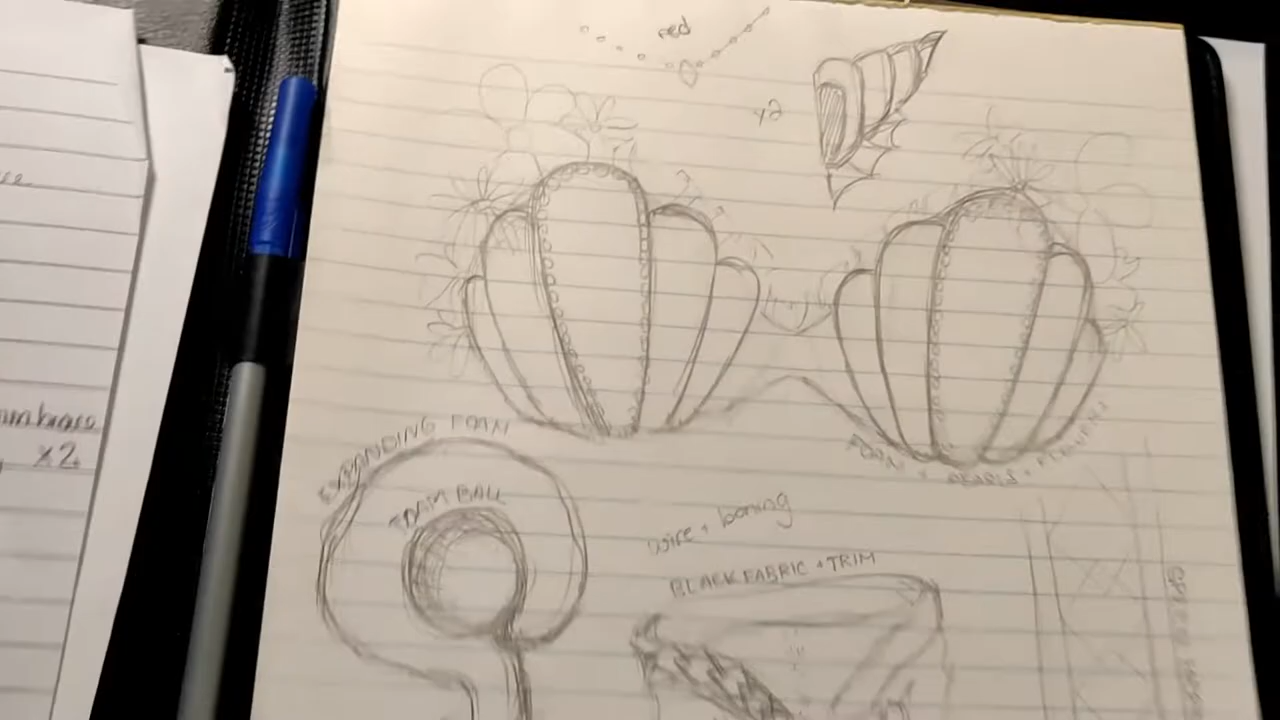 red
x2
x2
EXPANDING FOAM
FOAM BALL
FOAM + PEARLS + FLOWERS
wire + boning
BLACK FABRIC + TRIM